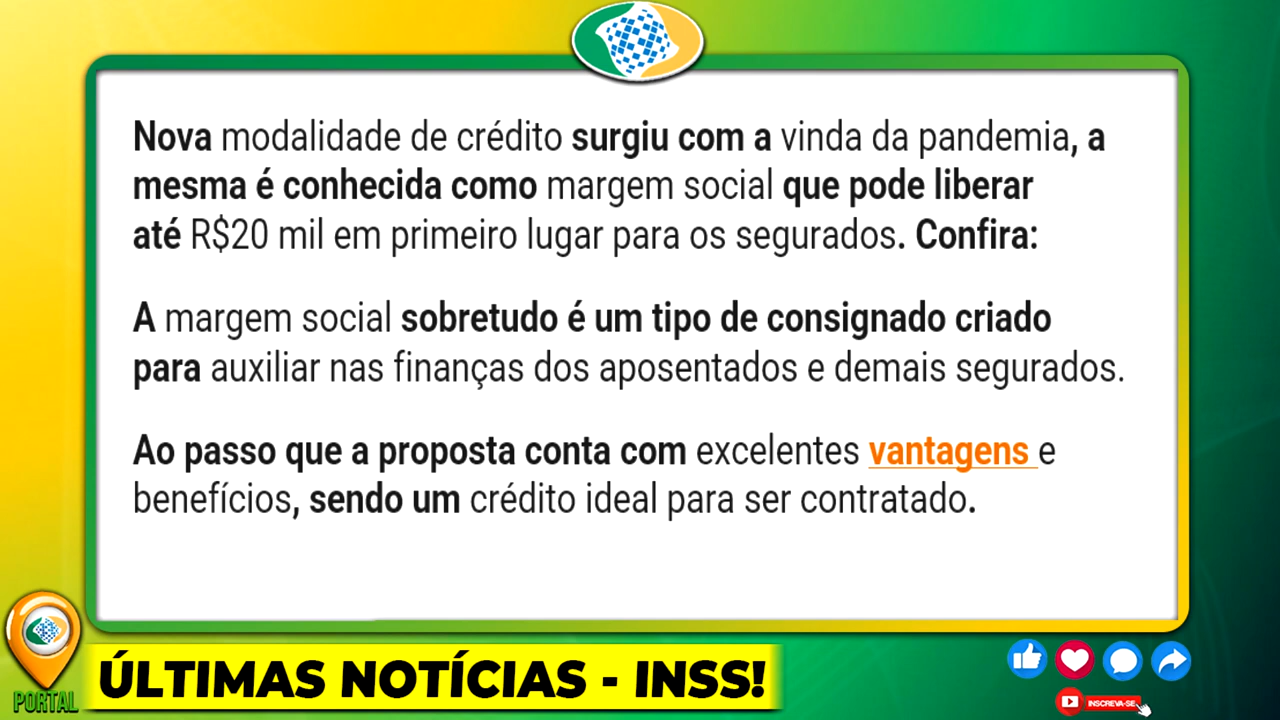 Nova modalidade de crédito surgiu com a vinda da pandemia, a
mesma é conhecida como margem social que pode liberar
até R$20 mil em primeiro lugar para os segurados. Confira:
A margem social sobretudo é um tipo de consignado criado
para auxiliar nas finanças dos aposentados e demais segurados.
Ao passo que a proposta conta com excelentes vantagens e
benefícios, sendo um crédito ideal para ser contratado.
PORTAL
ÚLTIMAS NOTÍCIAS - INSS!
INSCREVA-SE